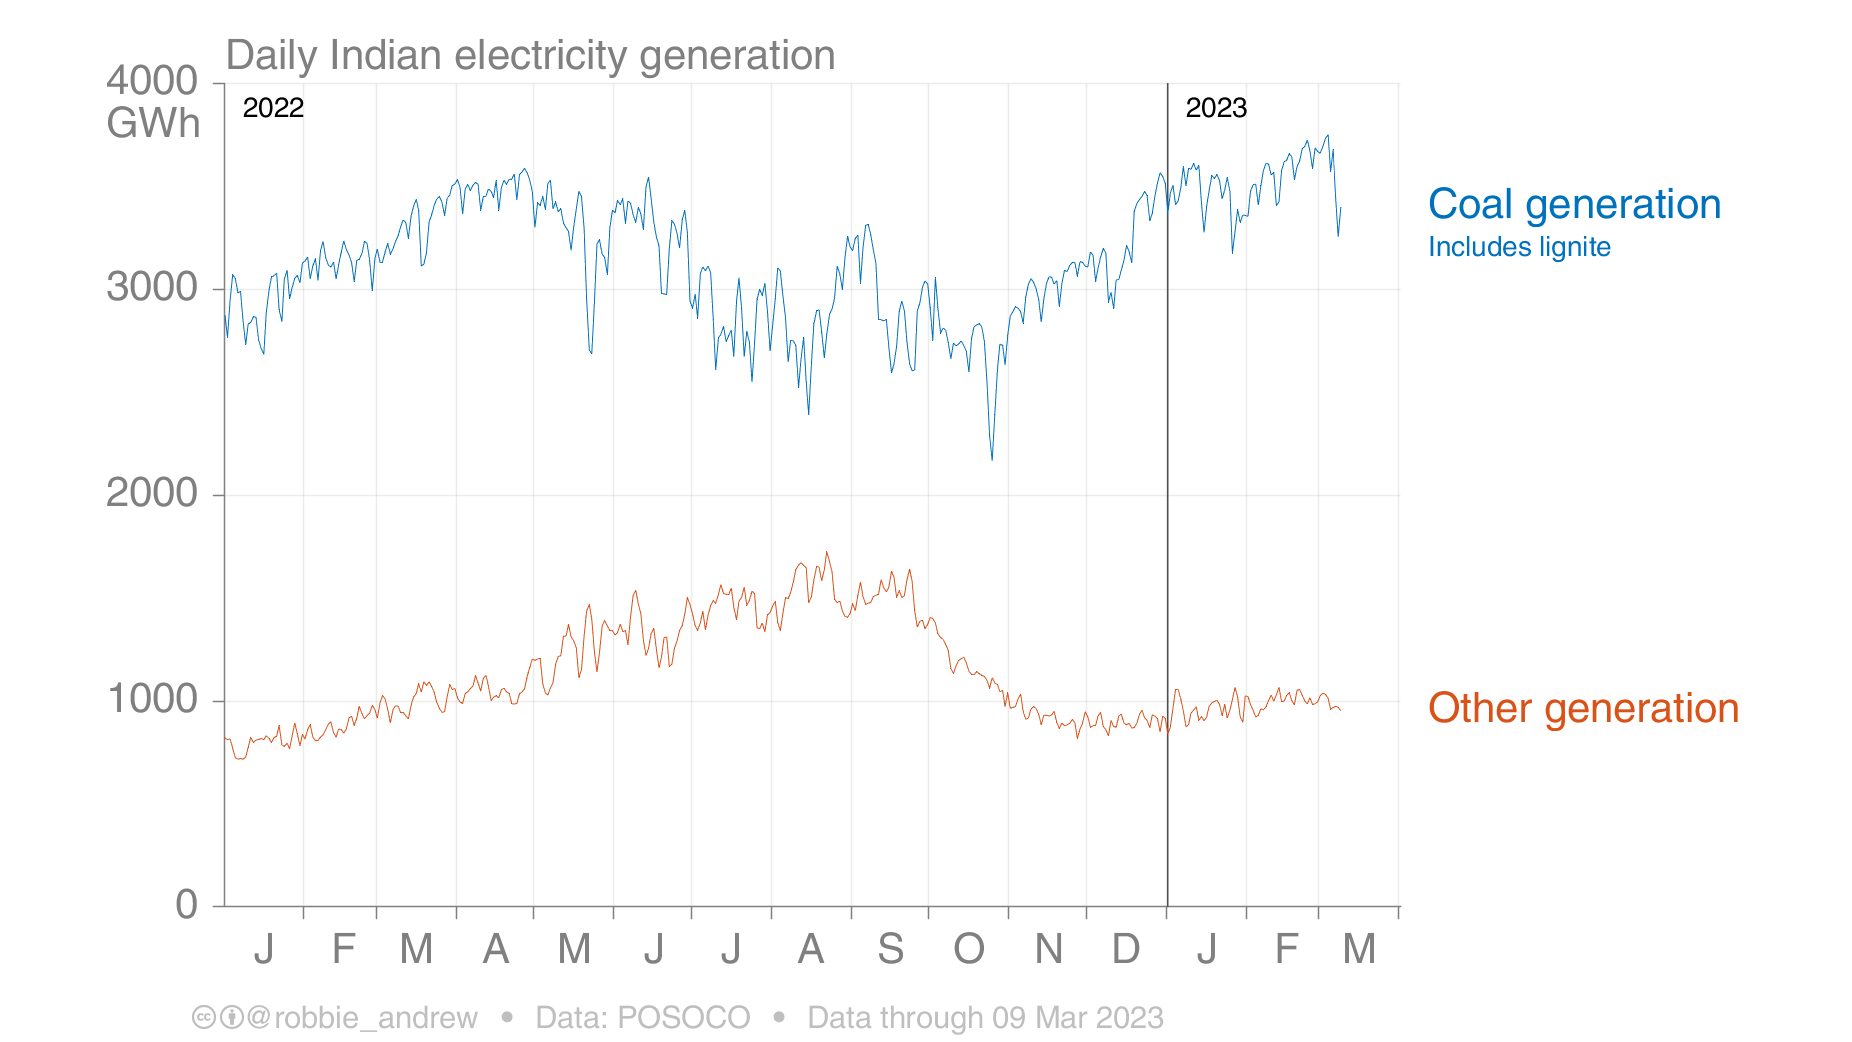 Daily Indian electricity generation
4000
GWh
2022
2023
3000
2000
1000
0
Coal generation
Includes lignite
Other generation
J F M A M J J A S O N D J F M
cc @robbie_andrew • Data: POSOCO • Data through 09 Mar 2023